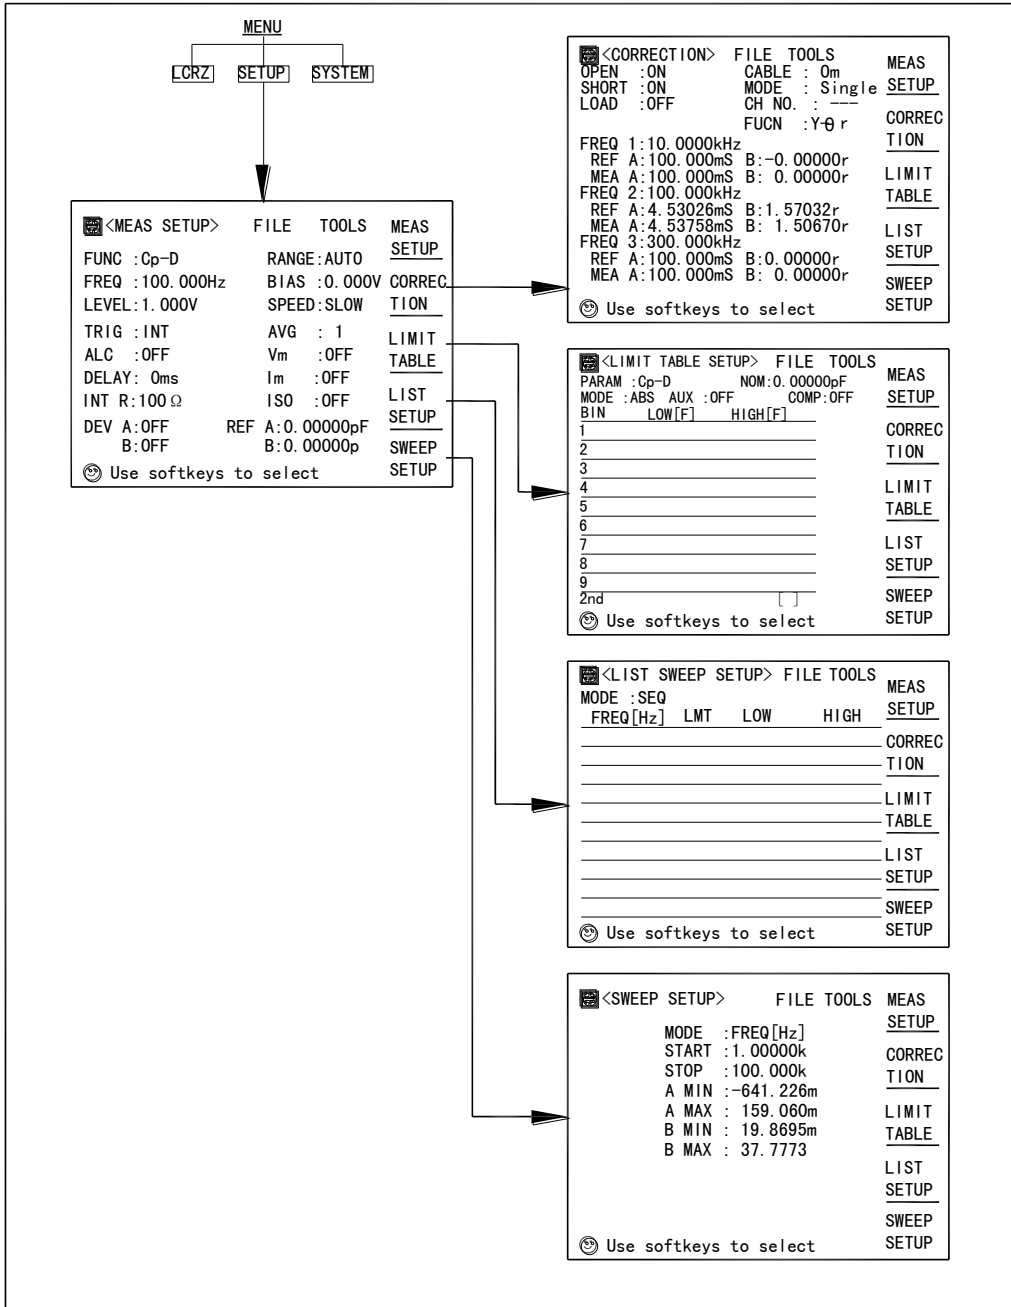 MENU
LCRZ SETUP SYSTEM
<MEAS SETUP> FILE TOOLS
FUNC :Cp-D RANGE:AUTO
FREQ :100.000Hz BIAS :0.000V
LEVEL:1.000V SPEED:SLOW
TRIG :INT AVG : 1
ALC :OFF Vm :OFF
DELAY: 0ms Im :OFF
INT R:100Ω ISO :OFF
DEV A:OFF REF A:0.00000pF
B:OFF B:0.00000p
Use softkeys to select
MEAS
SETUP
CORREC
TION
LIMIT
TABLE
LIST
SETUP
SWEEP
SETUP
<CORRECTION> FILE TOOLS
OPEN :ON CABLE : 0m
SHORT :ON MODE : Single
LOAD :OFF CH NO. : ---
FUCN :Y-θ r
FREQ 1:10.0000kHz
REF A:100.000mS B:-0.00000r
MEA A:100.000mS B: 0.00000r
FREQ 2:100.000kHz
REF A:4.53026mS B:1.57032r
MEA A:4.53758mS B: 1.50670r
FREQ 3:300.000kHz
REF A:100.000mS B:0.00000r
MEA A:100.000mS B: 0.00000r
Use softkeys to select
MEAS
SETUP
CORREC
TION
LIMIT
TABLE
LIST
SETUP
SWEEP
SETUP
<LIMIT TABLE SETUP> FILE TOOLS
PARAM :Cp-D NOM:0.00000pF
MODE :ABS AUX :OFF COMP:OFF
BIN LOW[F] HIGH[F]
1
2
3
4
5
6
7
8
9
2nd [ ]
Use softkeys to select
MEAS
SETUP
CORREC
TION
LIMIT
TABLE
LIST
SETUP
SWEEP
SETUP
<LIST SWEEP SETUP> FILE TOOLS
MODE :SEQ
FREQ[Hz] LMT LOW HIGH
Use softkeys to select
MEAS
SETUP
CORREC
TION
LIMIT
TABLE
LIST
SETUP
SWEEP
SETUP
<SWEEP SETUP> FILE TOOLS
MODE :FREQ[Hz]
START :1.00000k
STOP :100.000k
A MIN :-641.226m
A MAX : 159.060m
B MIN : 19.8695m
B MAX : 37.7773
Use softkeys to select
MEAS
SETUP
CORREC
TION
LIMIT
TABLE
LIST
SETUP
SWEEP
SETUP